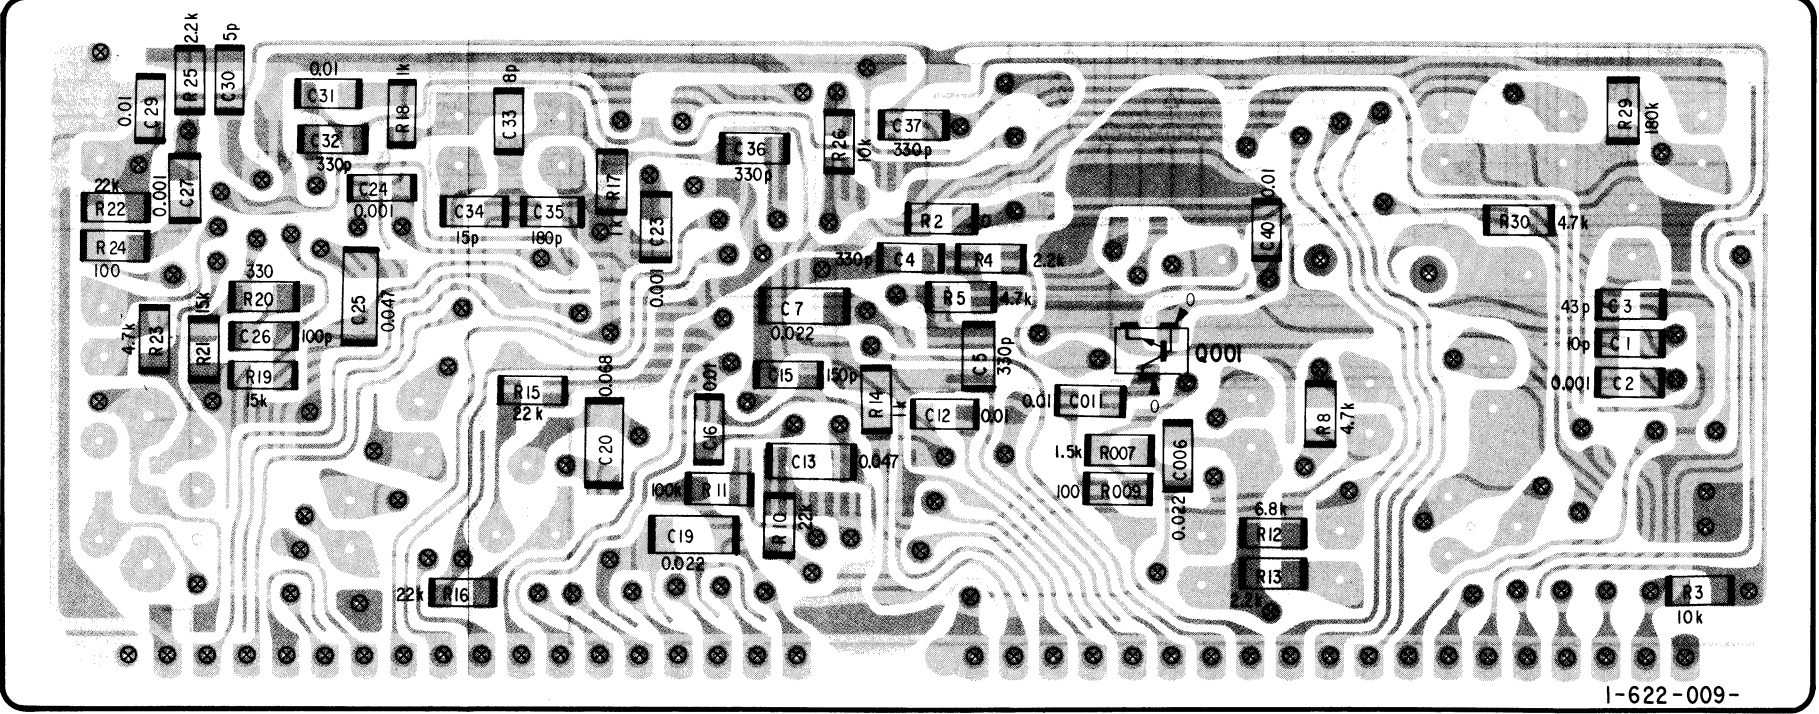 2.2k
R25
5p
C30
0.01
C29
0.01
C31
1k
R18
8p
C33
C32
330p
C36
330p
R26
10k
C37
330p
R29
180k
0.001
C27
22k
R22
R24
100
C24
0.001
C34
15p
C35
180p
R17
1k
C23
0.001
R2
0
330p
C4
R4
2.2k
0.01
C40
R30
4.7k
330
R20
C26
100p
R19
15k
4.7k
R23
15k
R21
C25
0.047
C7
0.022
R5
4.7k
C5
330p
0
Q001
0
43p
C3
10p
C1
0.001
C2
C15
150p
R15
22k
0.068
C20
0.01
C16
R14
1k
C12
0.01
0.01
C011
R8
4.7k
C13
0.047
100k
R11
R10
22k
C19
0.022
1.5k
R007
100
R009
C006
0.022
6.8k
R12
R13
2.2k
22k
R16
R3
10k
1-622-009-